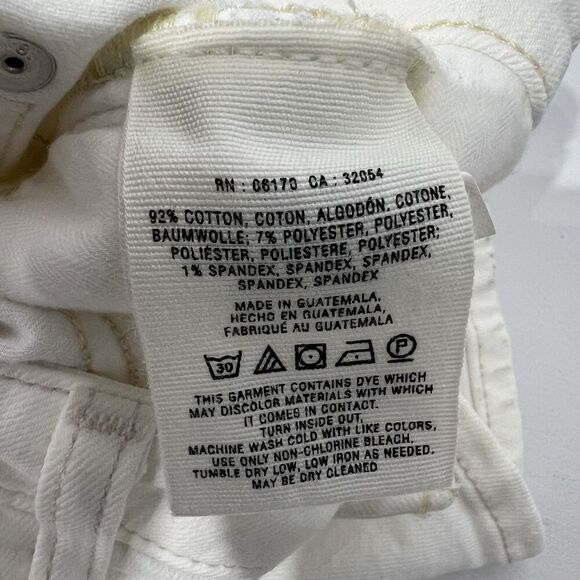 RN : 06170 CA : 32054
92% COTTON, COTON, ALGODÓN, COTONE,
BAUMWOLLE; 7% POLYESTER, POLYESTER,
POLIÉSTER, POLIESTERE, POLYESTER;
1% SPANDEX, SPANDEX, SPANDEX,
SPANDEX, SPANDEX
MADE IN GUATEMALA,
HECHO EN GUATEMALA,
FABRIQUÉ AU GUATEMALA
30 P
THIS GARMENT CONTAINS DYE WHICH
MAY DISCOLOR MATERIALS WITH WHICH
IT COMES IN CONTACT.
TURN INSIDE OUT,
MACHINE WASH COLD WITH LIKE COLORS,
USE ONLY NON-CHLORINE BLEACH,
TUMBLE DRY LOW, LOW IRON AS NEEDED.
MAY BE DRY CLEANED